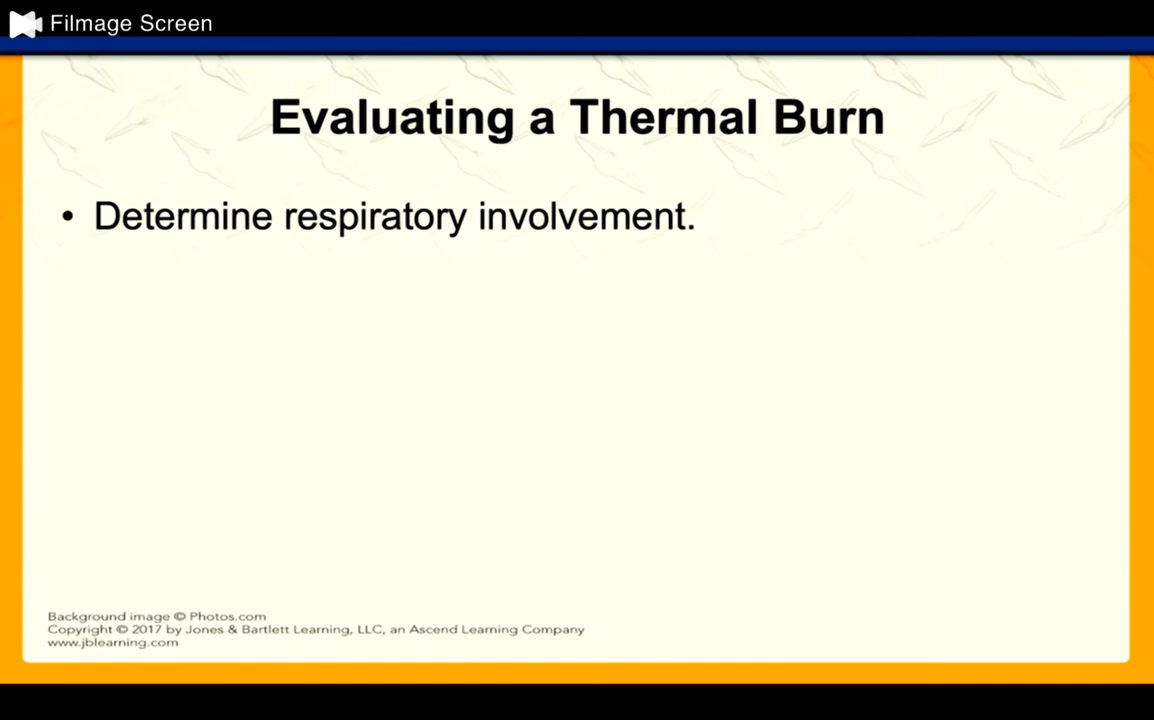 Filmage Screen
Evaluating a Thermal Burn
• Determine respiratory involvement.
Background image © Photos.com
Copyright © 2017 by Jones & Bartlett Learning, LLC, an Ascend Learning Company
www.jblearning.com